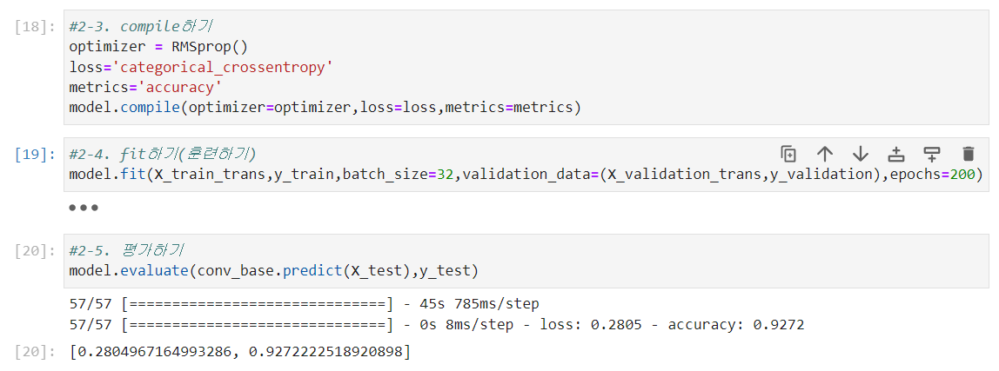 [18]: #2-3. compile하기
optimizer = RMSprop()
loss='categorical_crossentropy'
metrics='accuracy'
model.compile(optimizer=optimizer,loss=loss,metrics=metrics)
[19]: #2-4. fit하기(훈련하기)
model.fit(X_train_trans,y_train,batch_size=32,validation_data=(X_validation_trans,y_validation),epochs=200)
[20]: #2-5. 평가하기
model.evaluate(conv_base.predict(X_test),y_test)
57/57 [==============================] - 45s 785ms/step
57/57 [==============================] - 0s 8ms/step - loss: 0.2805 - accuracy: 0.9272
[20]: [0.2804967164993286, 0.9272222518920898]